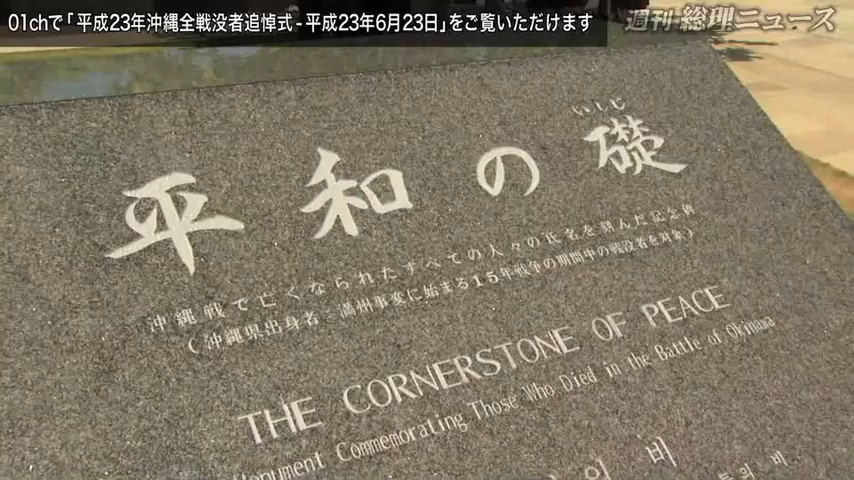 01chで「平成23年沖縄全戦没者追悼式-平成23年6月23日」をご覧いただけます
週刊 総理ニュース
いしじ
平和の礎
沖縄戦で亡くなられたすべての人々の氏名を刻んだ記念碑
(沖縄県出身者：満州事変に始まる15年戦争の期間中の戦没者を対象)
THE CORNERSTONE OF PEACE
Monument Commemorating Those Who Died in the Battle of Okinawa
의 비
들의 비